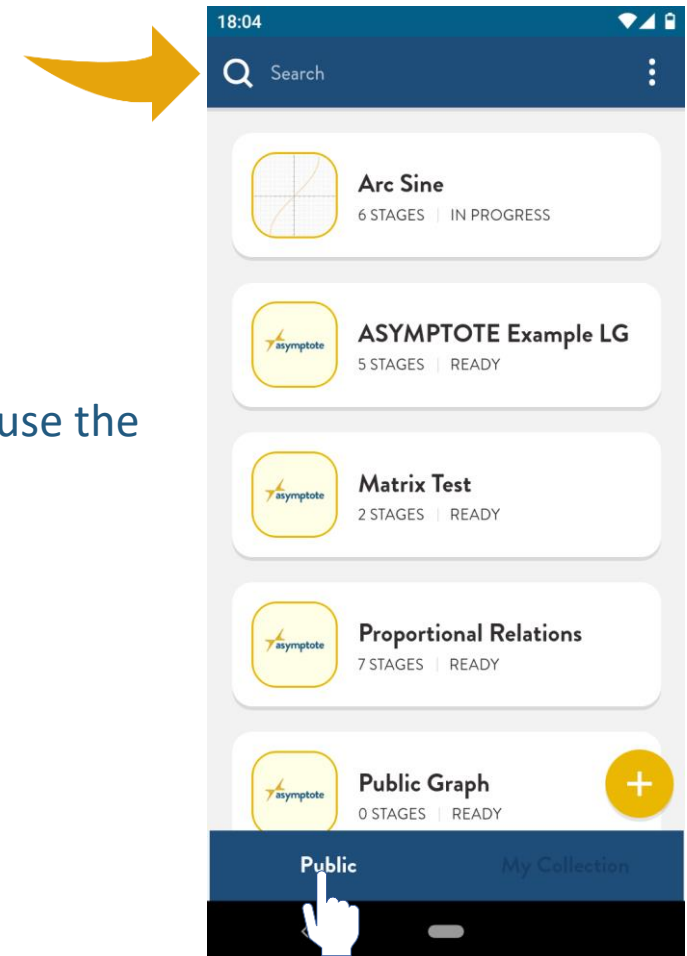 18:04
Search
Arc Sine
6 STAGES | IN PROGRESS
asymptote
ASYMPTOTE Example LG
5 STAGES | READY
use the
asymptote
Matrix Test
2 STAGES | READY
asymptote
Proportional Relations
7 STAGES | READY
asymptote
Public Graph
0 STAGES | READY
Public
My Collection